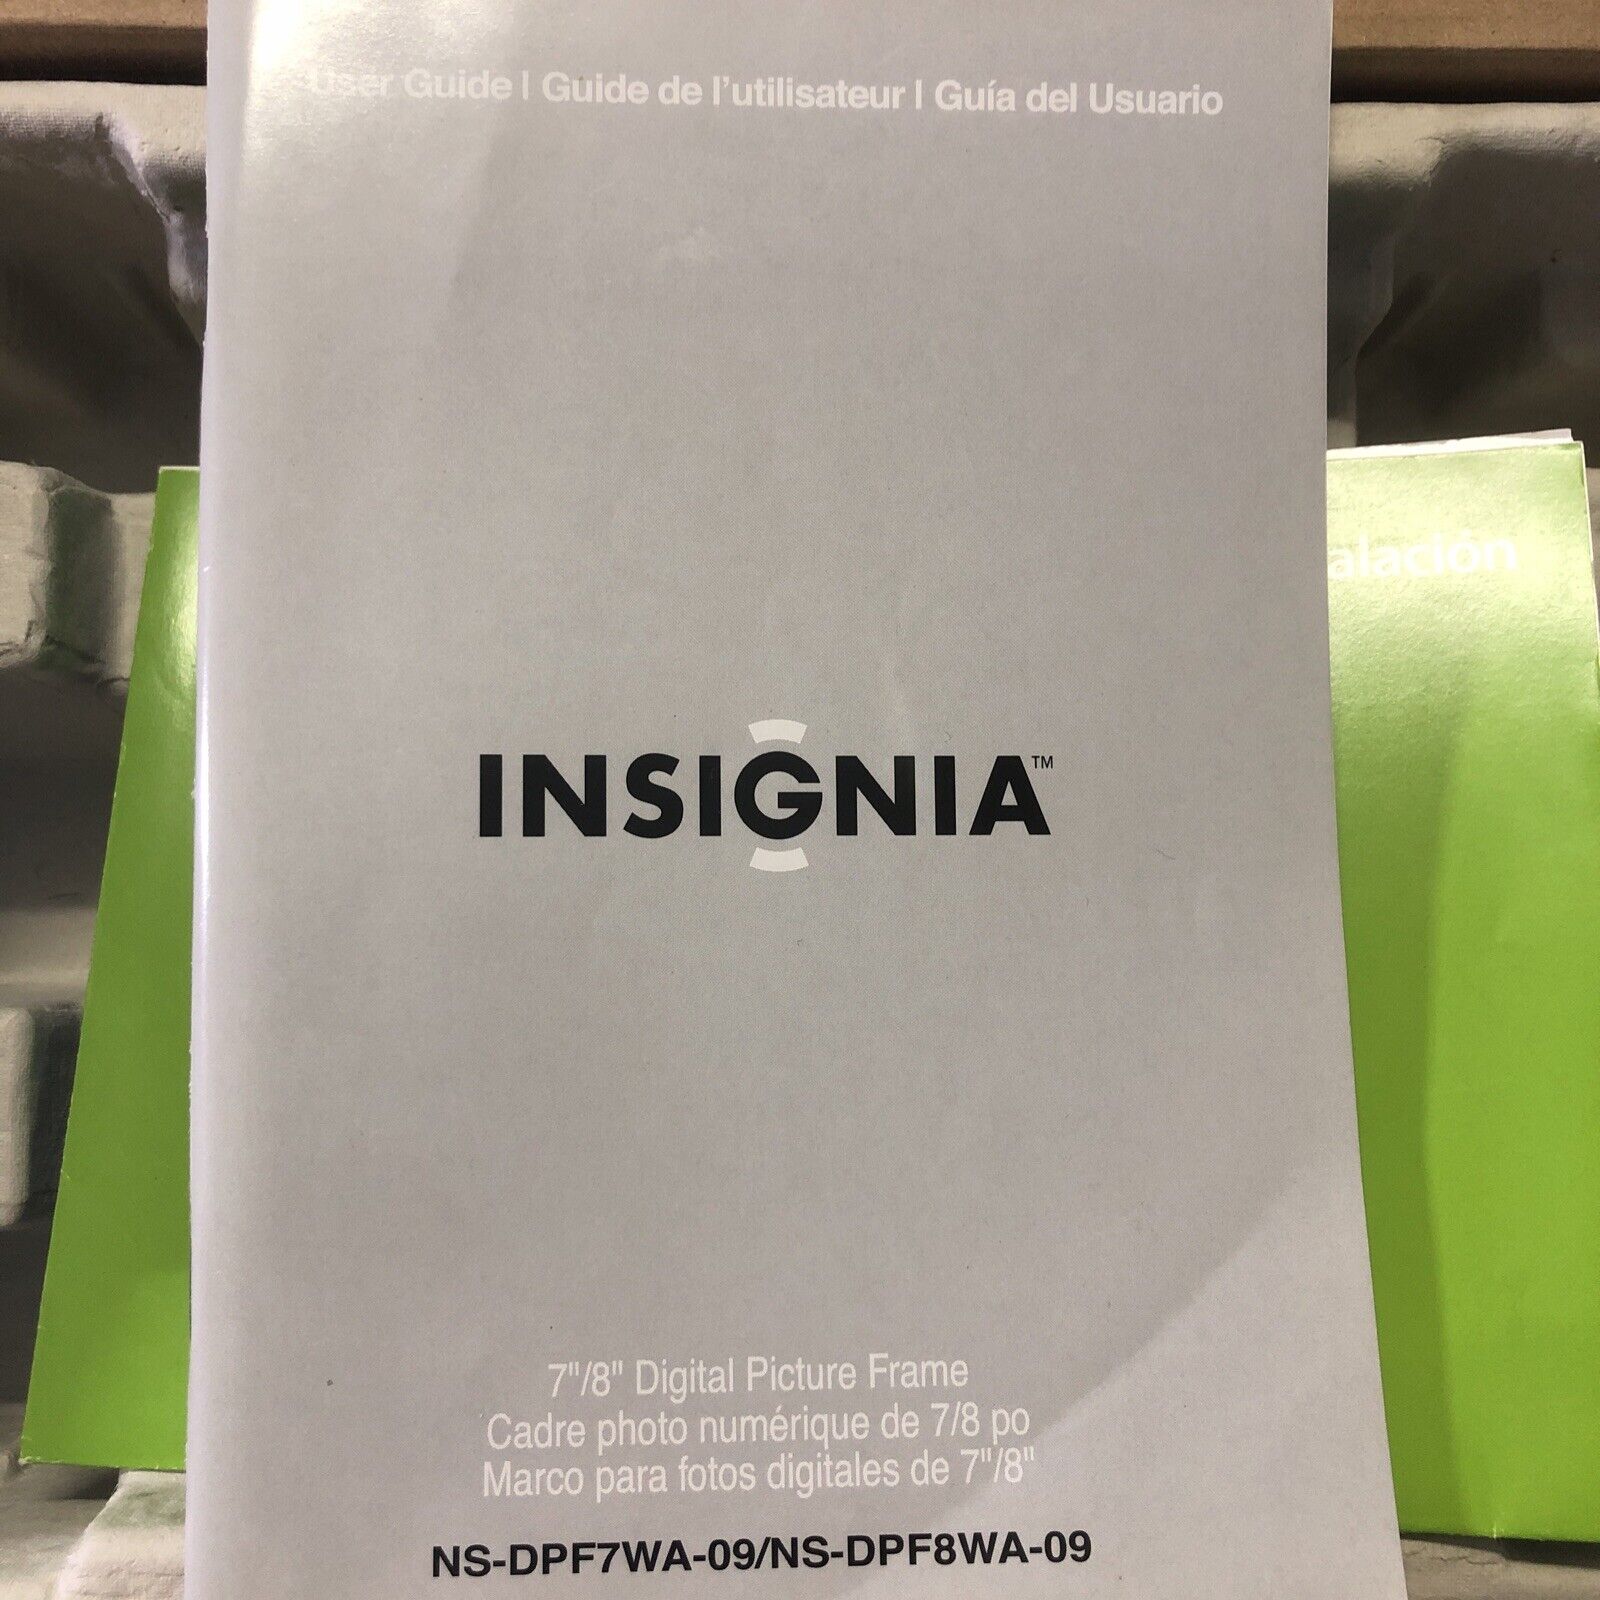 User Guide | Guide de l'utilisateur | Guía del Usuario
alación
INSIGNIA™
7"/8" Digital Picture Frame
Cadre photo numérique de 7/8 po
Marco para fotos digitales de 7"/8"
NS-DPF7WA-09/NS-DPF8WA-09